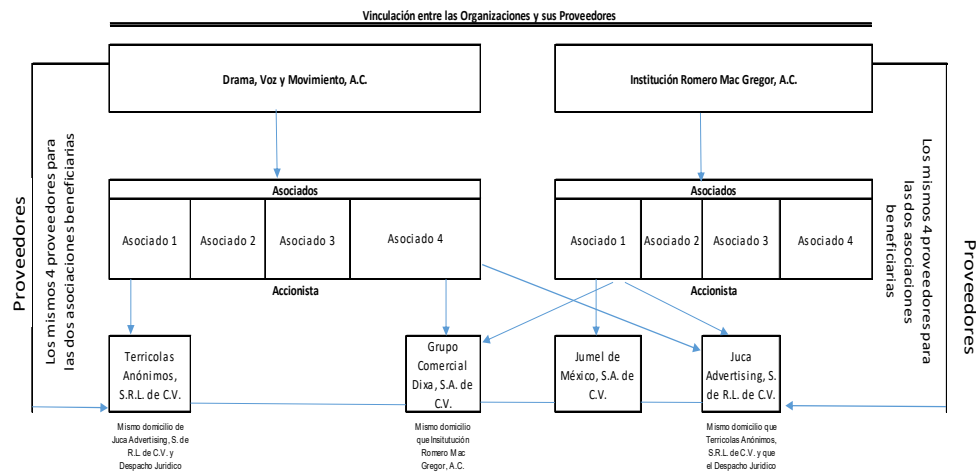 Vinculación entre las Organizaciones y sus Proveedores
Drama, Voz y Movimiento, A.C.
Institución Romero Mac Gregor, A.C.
Proveedores
Los mismos 4 proveedores para
las dos asociaciones beneficiarias
Asociados
Asociado 1
Asociado 2
Asociado 3
Asociado 4
Accionista
Asociados
Asociado 1
Asociado 2
Asociado 3
Asociado 4
Accionista
Los mismos 4 proveedores para
las dos asociaciones
beneficiarias
Proveedores
Terricolas
Anónimos,
S.R.L. de C.V.
Grupo
Comercial
Dixa, S.A. de
C.V.
Jumel de
México, S.A. de
C.V.
Juca
Advertising, S.
de R.L. de C.V.
Mismo domicilio de
Juca Advertising, S. de
R.L. de C.V. y
Despacho Juridico
Mismo domicilio
que Insitutición
Romero Mac
Gregor, A.C.
Mismo domicilio que
Terricolas Anónimos,
S.R.L. de C.V. y que
el Despacho Juridico